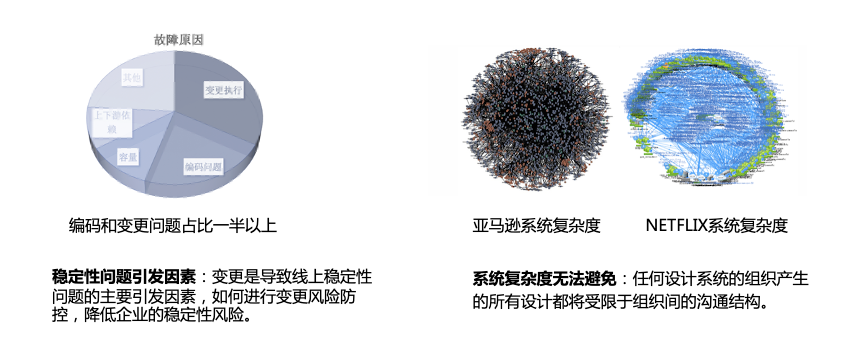 故障原因
其他
变更执行
上下游依
赖
容量
编码问题
编码和变更问题占比一半以上
稳定性问题引发因素：变更是导致线上稳定性
问题的主要引发因素，如何进行变更风险防
控，降低企业的稳定性风险。
亚马逊系统复杂度
NETFLIX系统复杂度
系统复杂度无法避免：任何设计系统的组织产生
的所有设计都将受限于组织间的沟通结构。